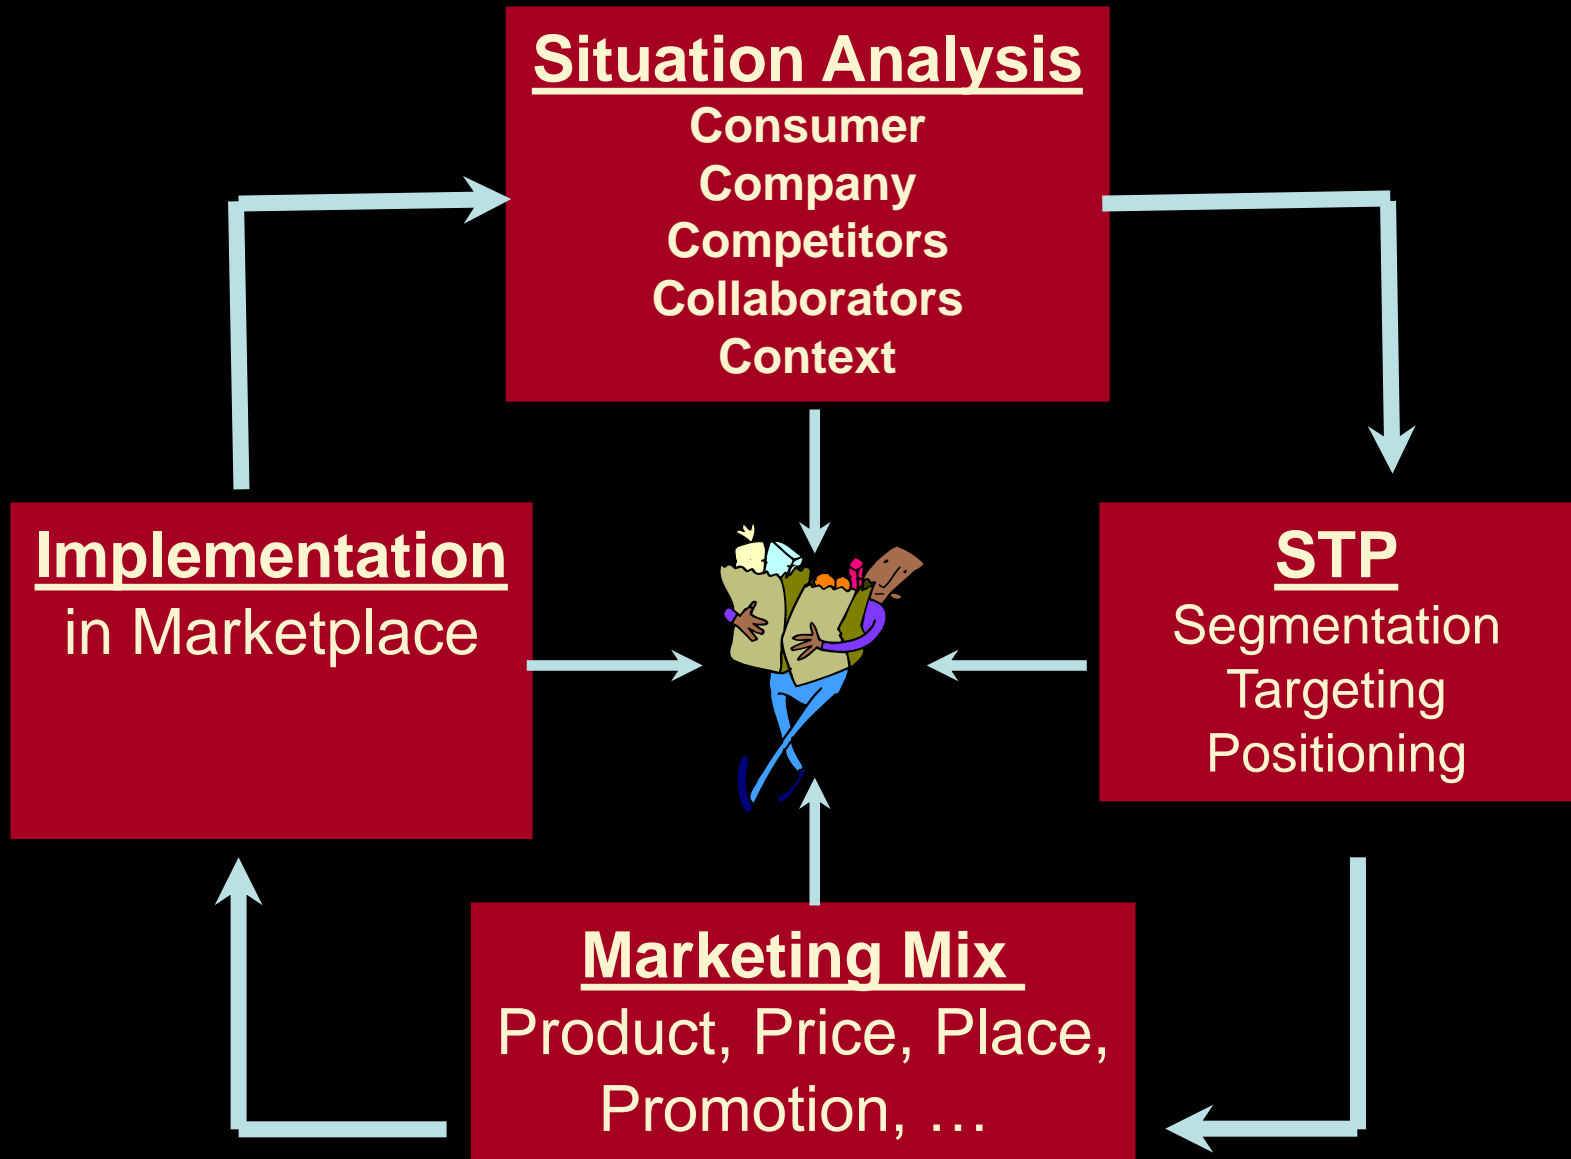 Situation Analysis
Consumer
Company
Competitors
Collaborators
Context
Implementation
in Marketplace
STP
Segmentation
Targeting
Positioning
Marketing Mix
Product, Price, Place,
Promotion, …